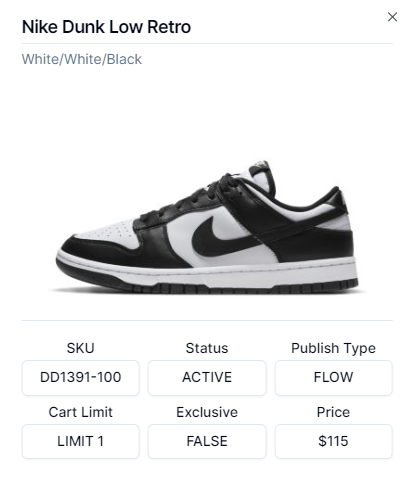 Nike Dunk Low Retro
White/White/Black
SKU
Status
Publish Type
DD1391-100
ACTIVE
FLOW
Cart Limit
Exclusive
Price
LIMIT 1
FALSE
$115